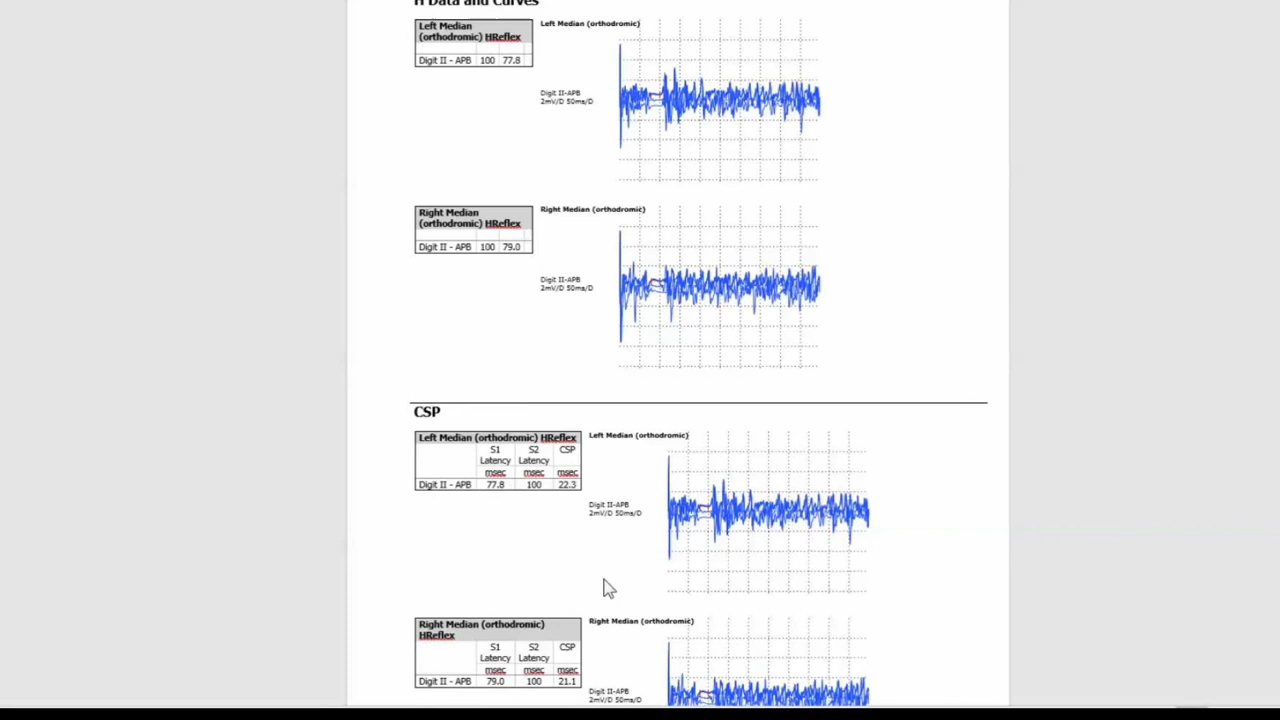 H Data and Curves
Left Median
(orthodromic) HReflex
Digit II - APB 100 77.8
Left Median (orthodromic)
Digit II-APB
2mV/D 50ms/D
Right Median
(orthodromic) HReflex
Digit II - APB 100 79.0
Right Median (orthodromic)
Digit II-APB
2mV/D 50ms/D
CSP
Left Median (orthodromic) HReflex
S1 S2 CSP
Latency Latency
msec msec msec
Digit II - APB 77.8 100 22.3
Left Median (orthodromic)
Digit II-APB
2mV/D 50ms/D
Right Median (orthodromic)
HReflex
S1 S2 CSP
Latency Latency
msec msec msec
Digit II - APB 79.0 100 21.1
Right Median (orthodromic)
Digit II-APB
2mV/D 50ms/D